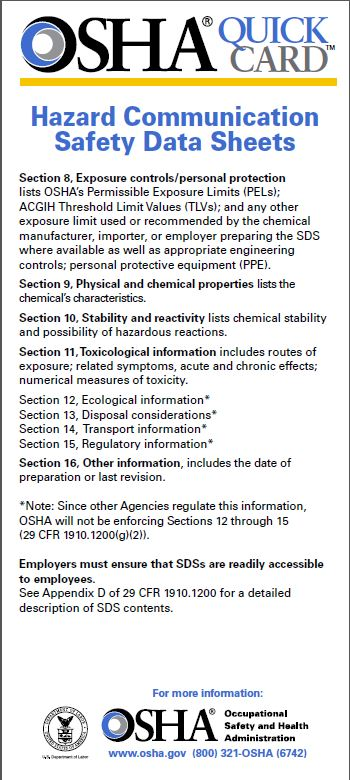 OSHA® QUICK
CARD™
Hazard Communication
Safety Data Sheets
Section 8, Exposure controls/personal protection
lists OSHA's Permissible Exposure Limits (PELs);
ACGIH Threshold Limit Values (TLVs); and any other
exposure limit used or recommended by the chemical
manufacturer, importer, or employer preparing the SDS
where available as well as appropriate engineering
controls; personal protective equipment (PPE).
Section 9, Physical and chemical properties lists the
chemical's characteristics.
Section 10, Stability and reactivity lists chemical stability
and possibility of hazardous reactions.
Section 11, Toxicological information includes routes of
exposure; related symptoms, acute and chronic effects;
numerical measures of toxicity.
Section 12, Ecological information*
Section 13, Disposal considerations*
Section 14, Transport information*
Section 15, Regulatory information*
Section 16, Other information, includes the date of
preparation or last revision.
*Note: Since other Agencies regulate this information,
OSHA will not be enforcing Sections 12 through 15
(29 CFR 1910.1200(g)(2)).
Employers must ensure that SDSs are readily accessible
to employees.
See Appendix D of 29 CFR 1910.1200 for a detailed
description of SDS contents.
For more information:
U.S. Department of Labor
OSHA® Occupational
Safety and Health
Administration
www.osha.gov (800) 321-OSHA (6742)